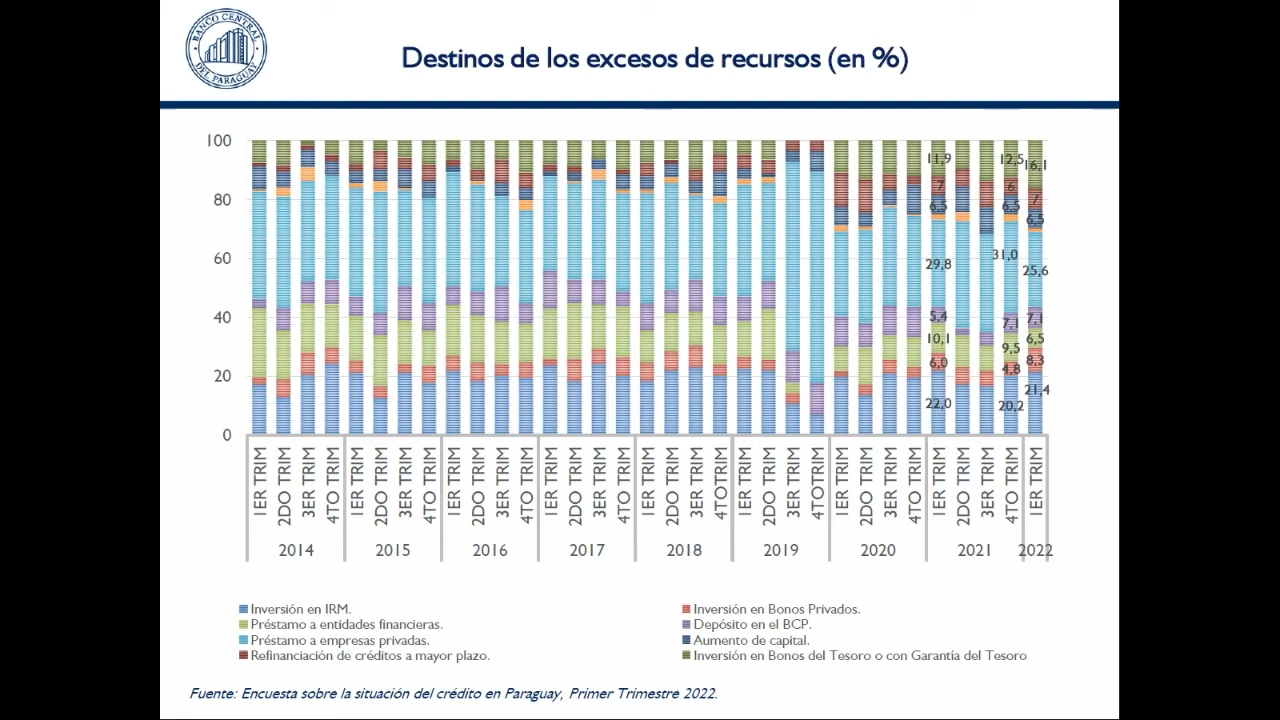 BANCO CENTRAL
DEL PARAGUAY
Destinos de los excesos de recursos (en %)
100
80
60
40
20
0
11,9
7
6,5
29,8
5,4
10,1
6,0
22,0
12,5
6
6,5
31,0
7,1
9,5
4,8
20,2
16,1
7
6,5
25,6
7,1
6,5
8,3
21,4
1ER TRIM
2DO TRIM
3ER TRIM
4TO TRIM
1ER TRIM
2DO TRIM
3ER TRIM
4TO TRIM
1ER TRIM
2DO TRIM
3ER TRIM
4TO TRIM
1ER TRIM
2DO TRIM
3ER TRIM
4TO TRIM
1ER TRIM
2DO TRIM
3ER TRIM
4TOTRIM
1ER TRIM
2DO TRIM
3ER TRIM
4TOTRIM
1ER TRIM
2DO TRIM
3ER TRIM
4TO TRIM
1ER TRIM
2DO TRIM
3ER TRIM
4TO TRIM
1ER TRIM
2014 2015 2016 2017 2018 2019 2020 2021 2022
Inversión en IRM. Inversión en Bonos Privados.
Préstamo a entidades financieras. Depósito en el BCP.
Préstamo a empresas privadas. Aumento de capital.
Refinanciación de créditos a mayor plazo. Inversión en Bonos del Tesoro o con Garantía del Tesoro
Fuente: Encuesta sobre la situación del crédito en Paraguay, Primer Trimestre 2022.